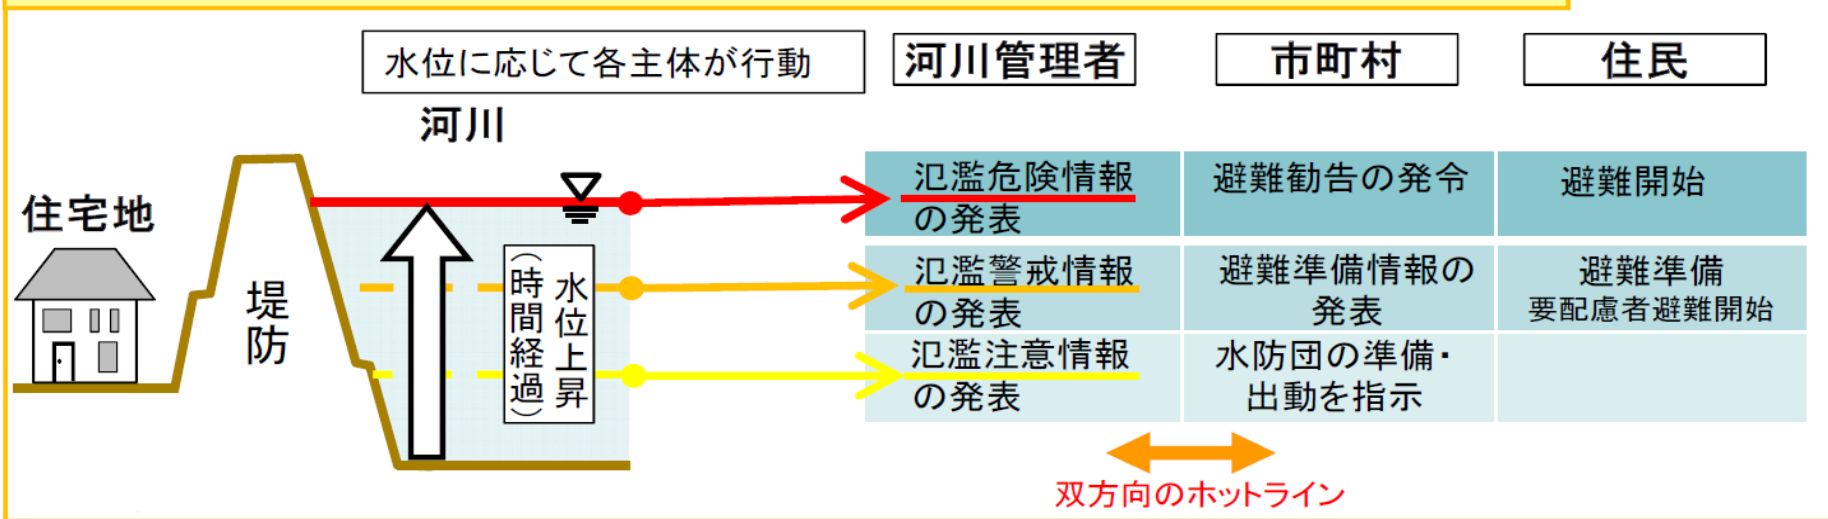 水位に応じて各主体が行動
河川管理者
市町村
住民
河川
住宅地
堤防
水位上昇
（時間経過）
氾濫危険情報
の発表
避難勧告の発令
避難開始
氾濫警戒情報
の発表
避難準備情報の
発表
避難準備
要配慮者避難開始
氾濫注意情報
の発表
水防団の準備・
出動を指示
双方向のホットライン